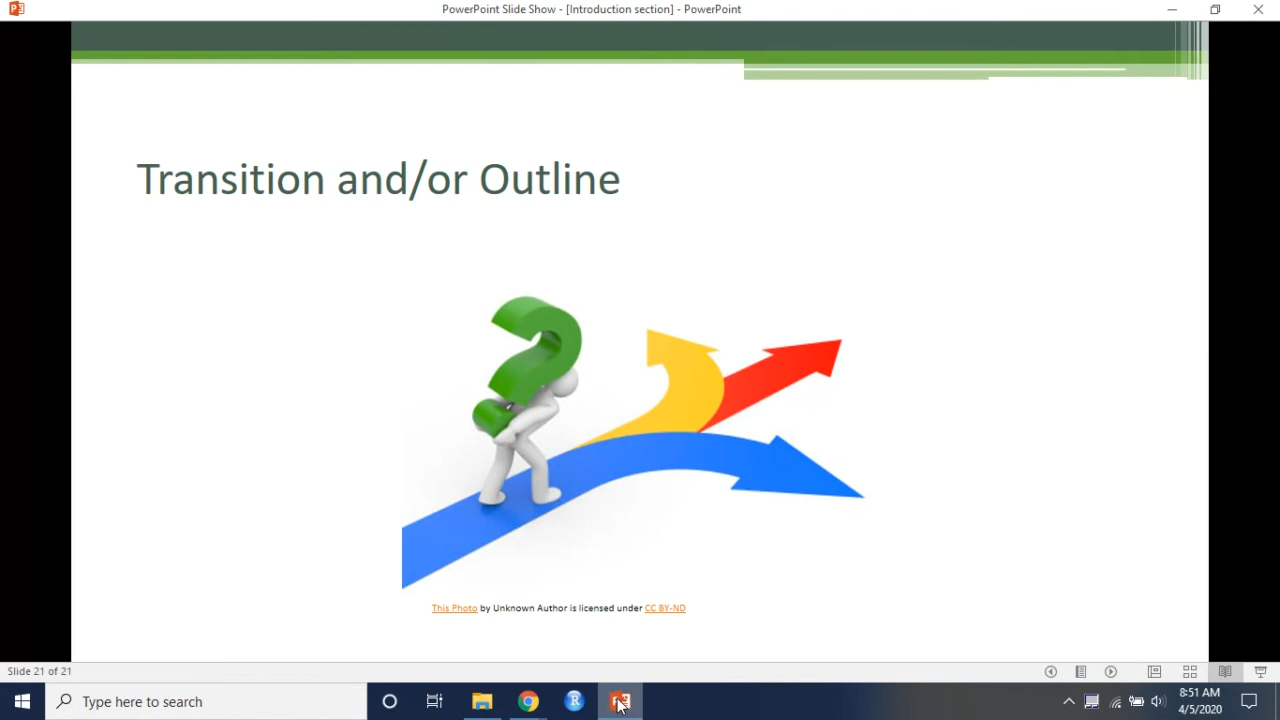 PowerPoint Slide Show - [Introduction section] - PowerPoint
Transition and/or Outline
This Photo by Unknown Author is licensed under CC BY-ND
Slide 21 of 21
Type here to search
8:51 AM
4/5/2020